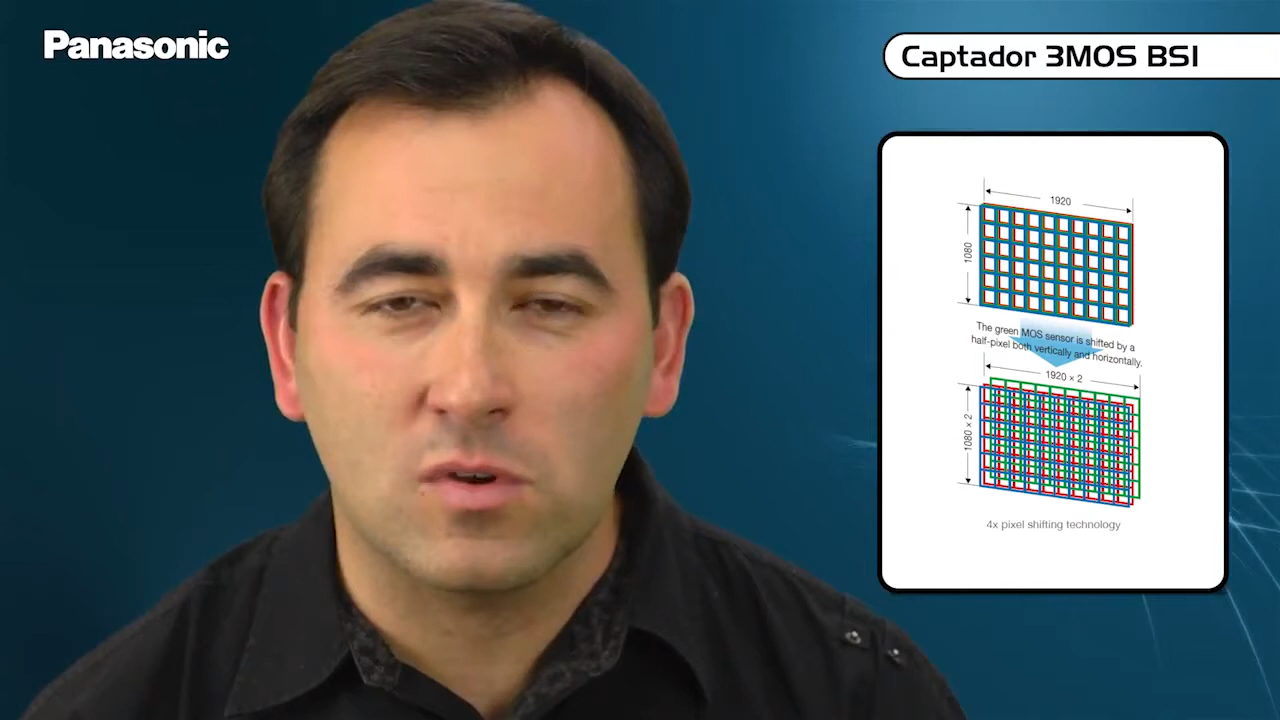 Panasonic
Captador 3MOS BSI
1920
1080
The green MOS sensor is shifted by a
half-pixel both vertically and horizontally.
1920 × 2
1080 × 2
4x pixel shifting technology